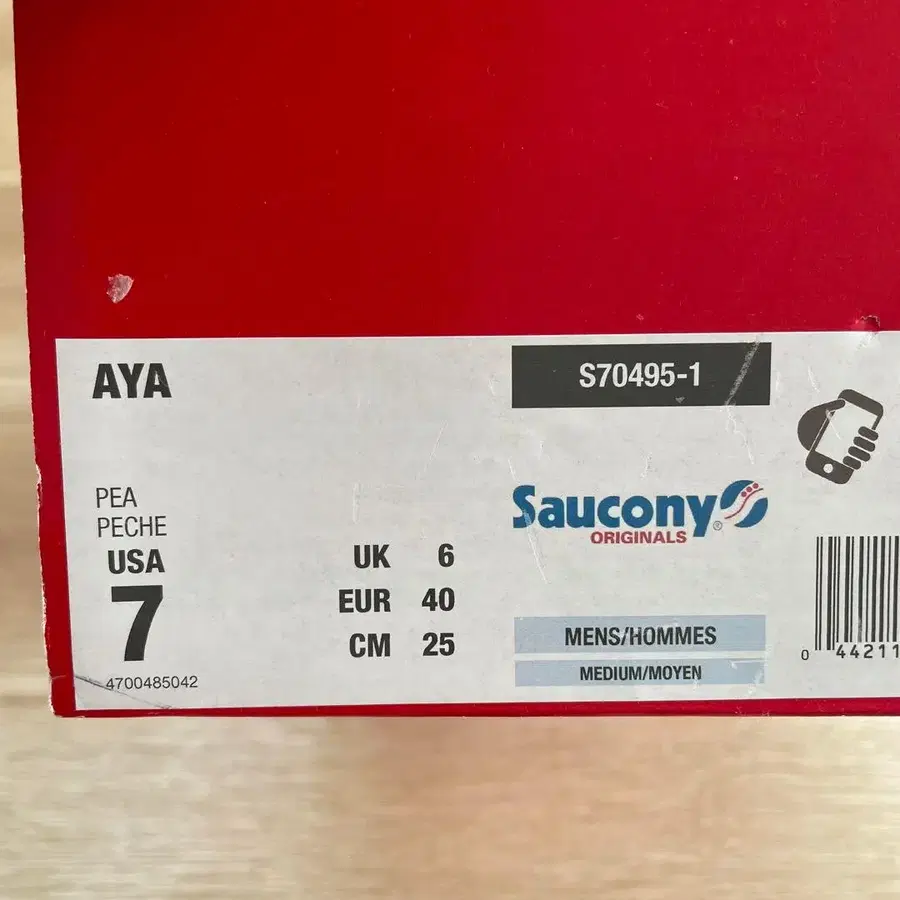 AYA
S70495-1
PEA
PECHE
USA
7
4700485042
UK 6
EUR 40
CM 25
Saucony®
ORIGINALS
MENS/HOMMES
MEDIUM/MOYEN
0 44211